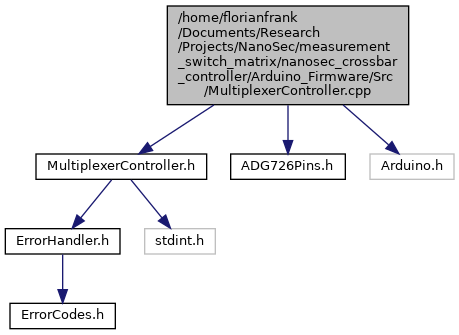 /home/florianfrank
/Documents/Research
/Projects/NanoSec/measurement
_switch_matrix/nanosec_crossbar
_controller/Arduino_Firmware/Src
/MultiplexerController.cpp
MultiplexerController.h
ADG726Pins.h
Arduino.h
ErrorHandler.h
stdint.h
ErrorCodes.h